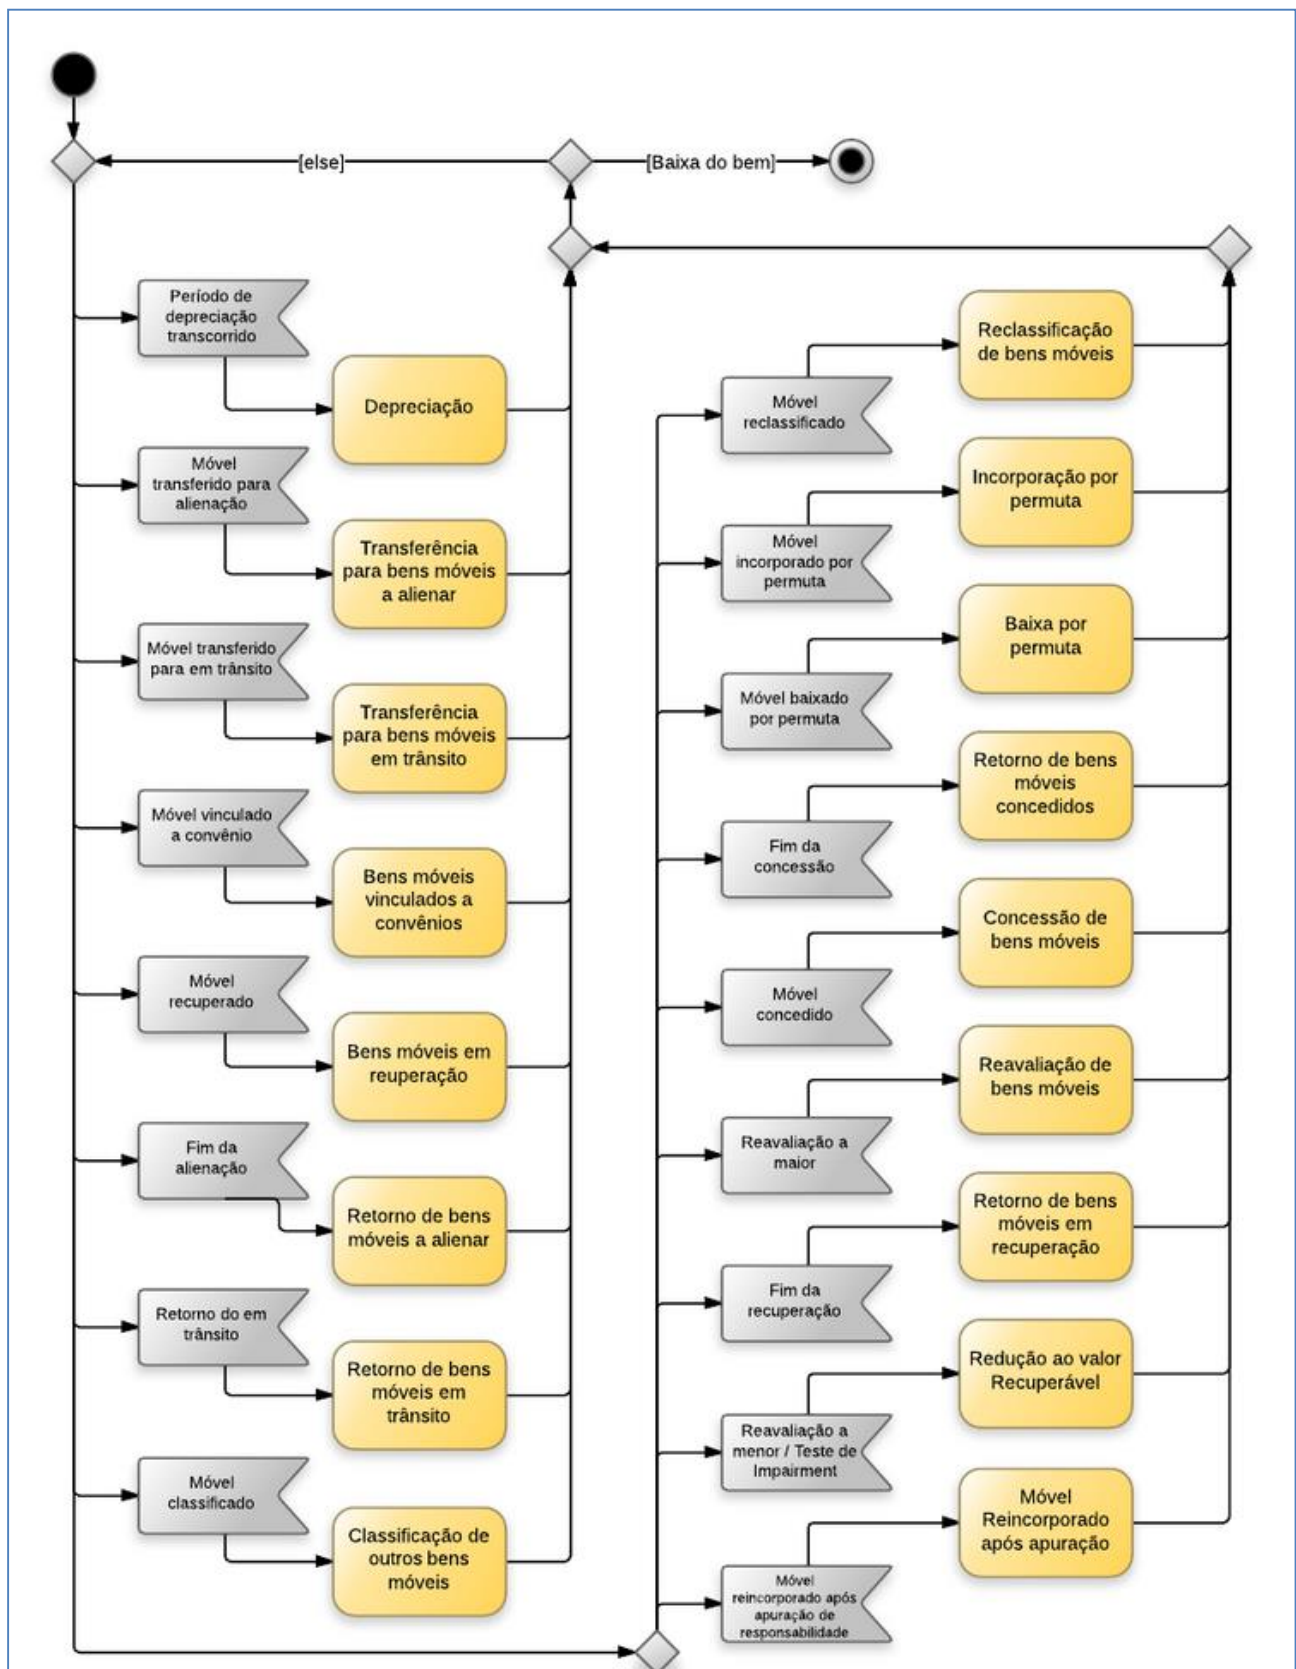 [else]
[Baixa do bem]
Período de
depreciação
transcorrido
Depreciação
Móvel
transferido para
alienação
Transferência
para bens móveis
a alienar
Móvel transferido
para em trânsito
Transferência
para bens móveis
em trânsito
Móvel vinculado
a convênio
Bens móveis
vinculados a
convênios
Móvel
recuperado
Bens móveis em
reuperação
Fim da
alienação
Retorno de bens
móveis a alienar
Retorno do em
trânsito
Retorno de bens
móveis em
trânsito
Móvel
classificado
Classificação de
outros bens
móveis
Reclassificação
de bens móveis
Móvel
reclassificado
Incorporação por
permuta
Móvel
incorporado por
permuta
Baixa por
permuta
Móvel baixado
por permuta
Retorno de bens
móveis
concedidos
Fim da
concessão
Concessão de
bens móveis
Móvel
concedido
Reavaliação de
bens móveis
Reavaliação a
maior
Retorno de bens
móveis em
recuperação
Fim da
recuperação
Redução ao valor
Recuperável
Reavaliação a
menor / Teste de
Impairment
Móvel
Reincorporado
após apuração
Móvel
reincorporado após
apuração de
responsabilidade